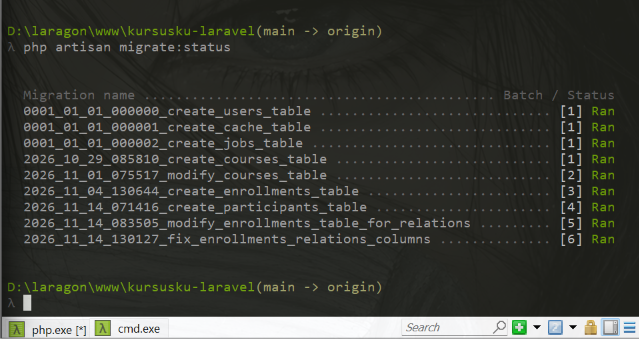 D:\laragon\www\kursusku-laravel(main -> origin)
λ php artisan migrate:status
Migration name ........................................... Batch / Status
0001_01_01_000000_create_users_table ............................. [1] Ran
0001_01_01_000001_create_cache_table ............................. [1] Ran
0001_01_01_000002_create_jobs_table .............................. [1] Ran
2026_10_29_085810_create_courses_table ........................... [1] Ran
2026_11_01_075517_modify_courses_table ........................... [2] Ran
2026_11_04_130644_create_enrollments_table ....................... [3] Ran
2026_11_14_071416_create_participants_table ...................... [4] Ran
2026_11_14_083505_modify_enrollments_table_for_relations .......... [5] Ran
2026_11_14_130127_fix_enrollments_relations_columns .............. [6] Ran
D:\laragon\www\kursusku-laravel(main -> origin)
λ
λ php.exe [*] λ cmd.exe Search